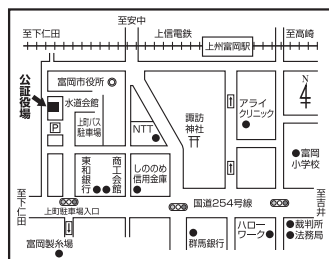 至安中
至下仁田
上信電鉄
至高崎
上州富岡駅
富岡市役所
公証役場
水道会館
P
上町バス
駐車場
NTT
諏訪
神社
アライ
クリニック
4
富岡
小学校
東和
銀行
商工
会館
しののめ
信用金庫
至下仁田
至吉井
上町駐車場入口
国道254号線
富岡製糸場
群馬銀行
ハロー
ワーク
裁判所
法務局